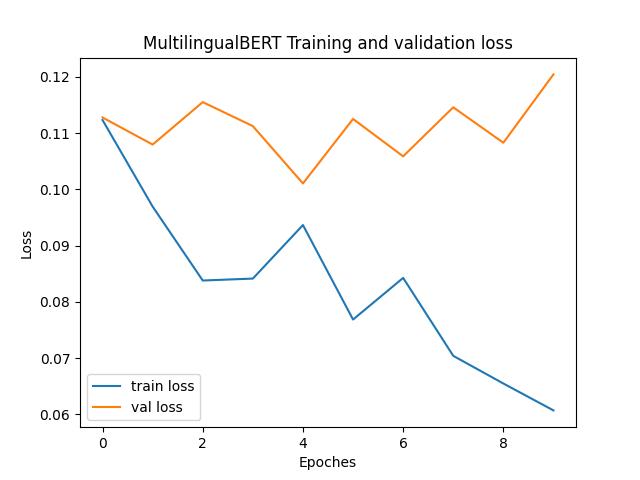 MultilingualBERT Training and validation loss
0.12
0.11
0.10
0.09
0.08
0.07
0.06
Loss
train loss
val loss
0 2 4 6 8
Epoches